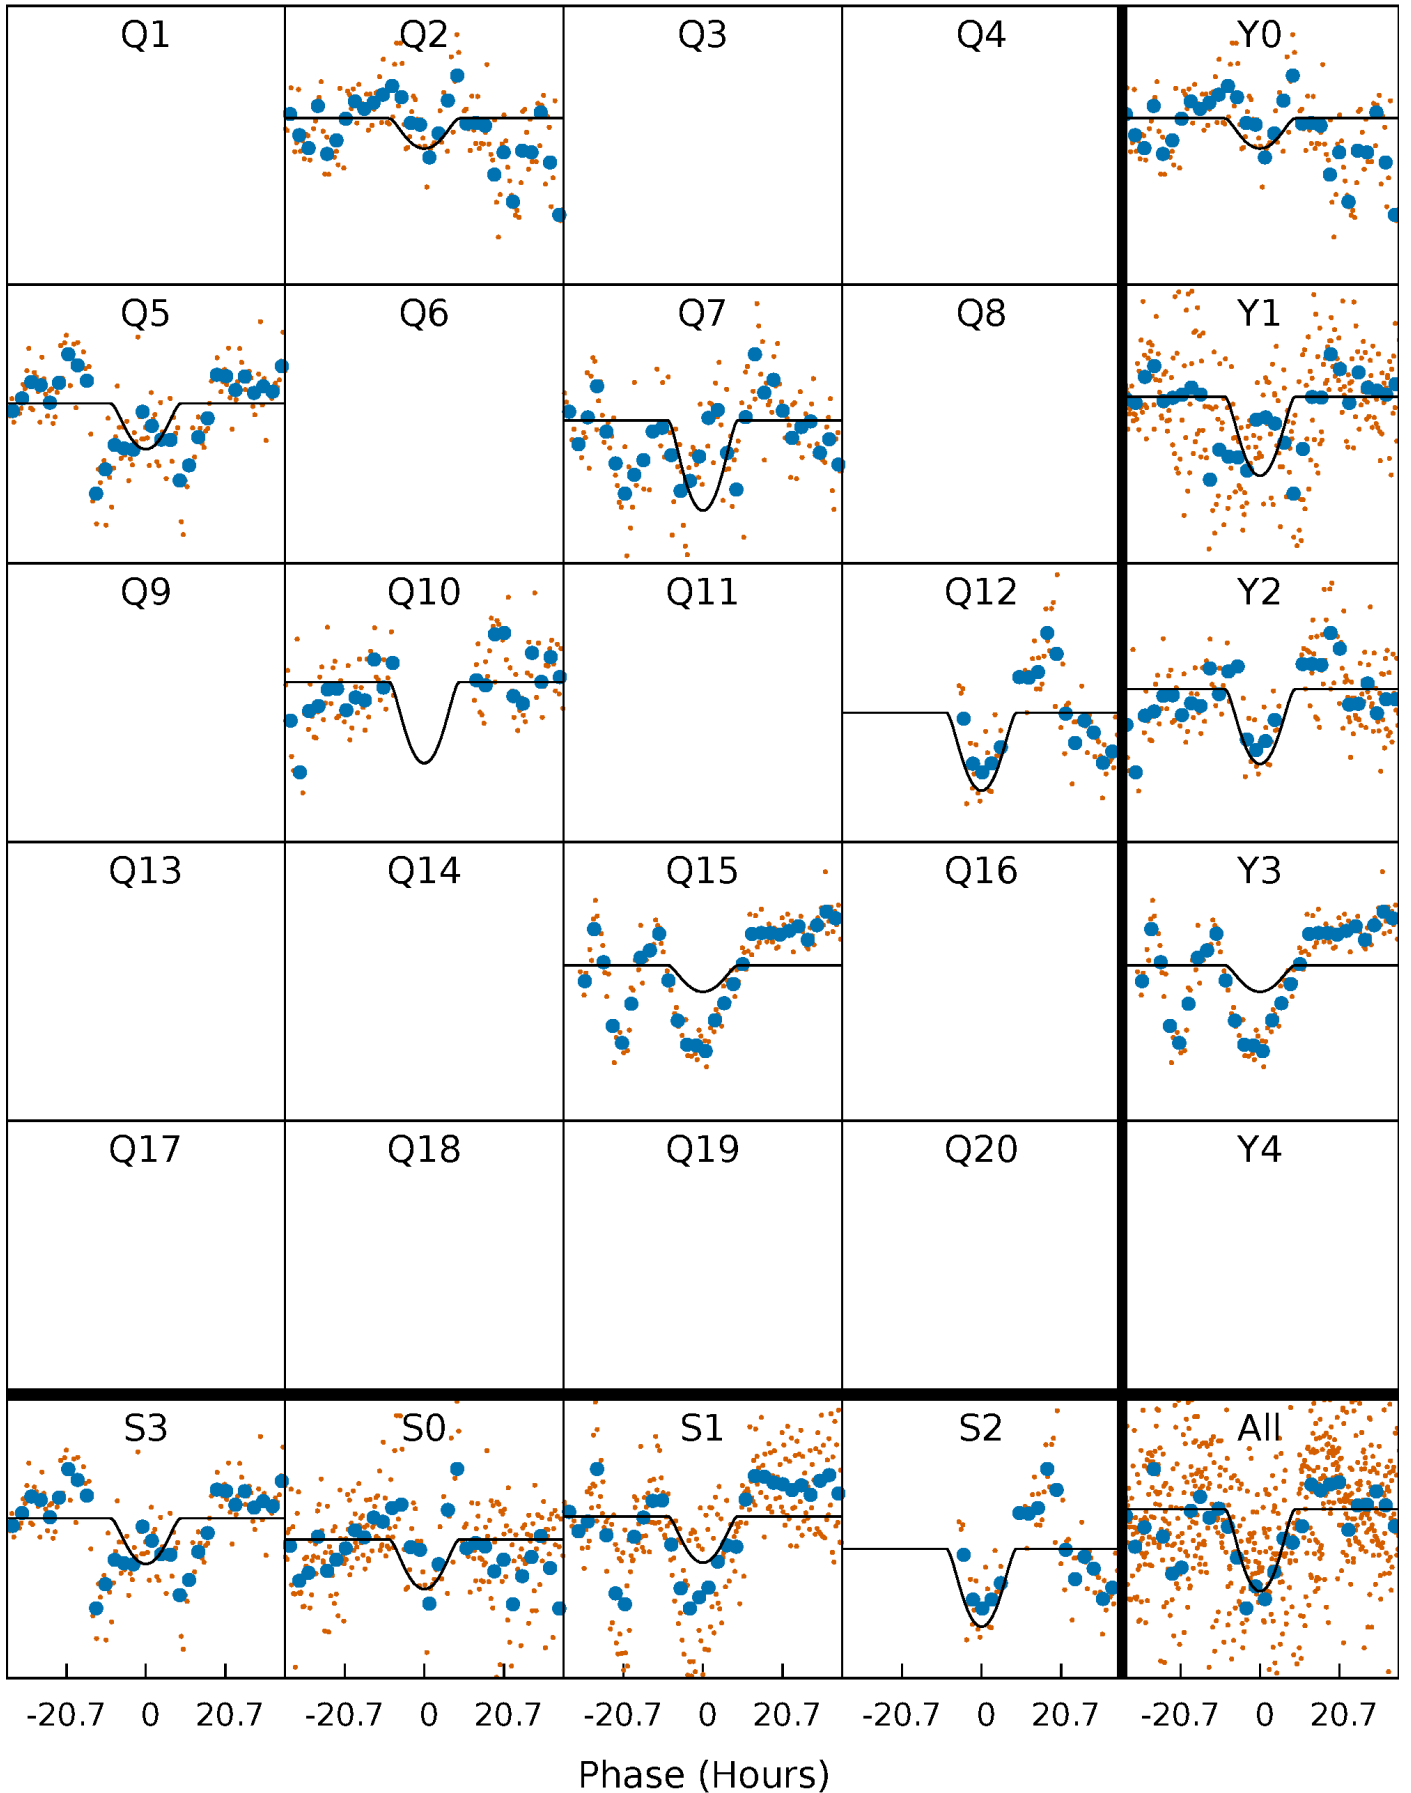 Q1 Q2 Q3 Q4 Y0
Q5 Q6 Q7 Q8 Y1
Q9 Q10 Q11 Q12 Y2
Q13 Q14 Q15 Q16 Y3
Q17 Q18 Q19 Q20 Y4
S3 S0 S1 S2 All
-20.7 0 20.7 -20.7 0 20.7 -20.7 0 20.7 -20.7 0 20.7 -20.7 0 20.7
Phase (Hours)